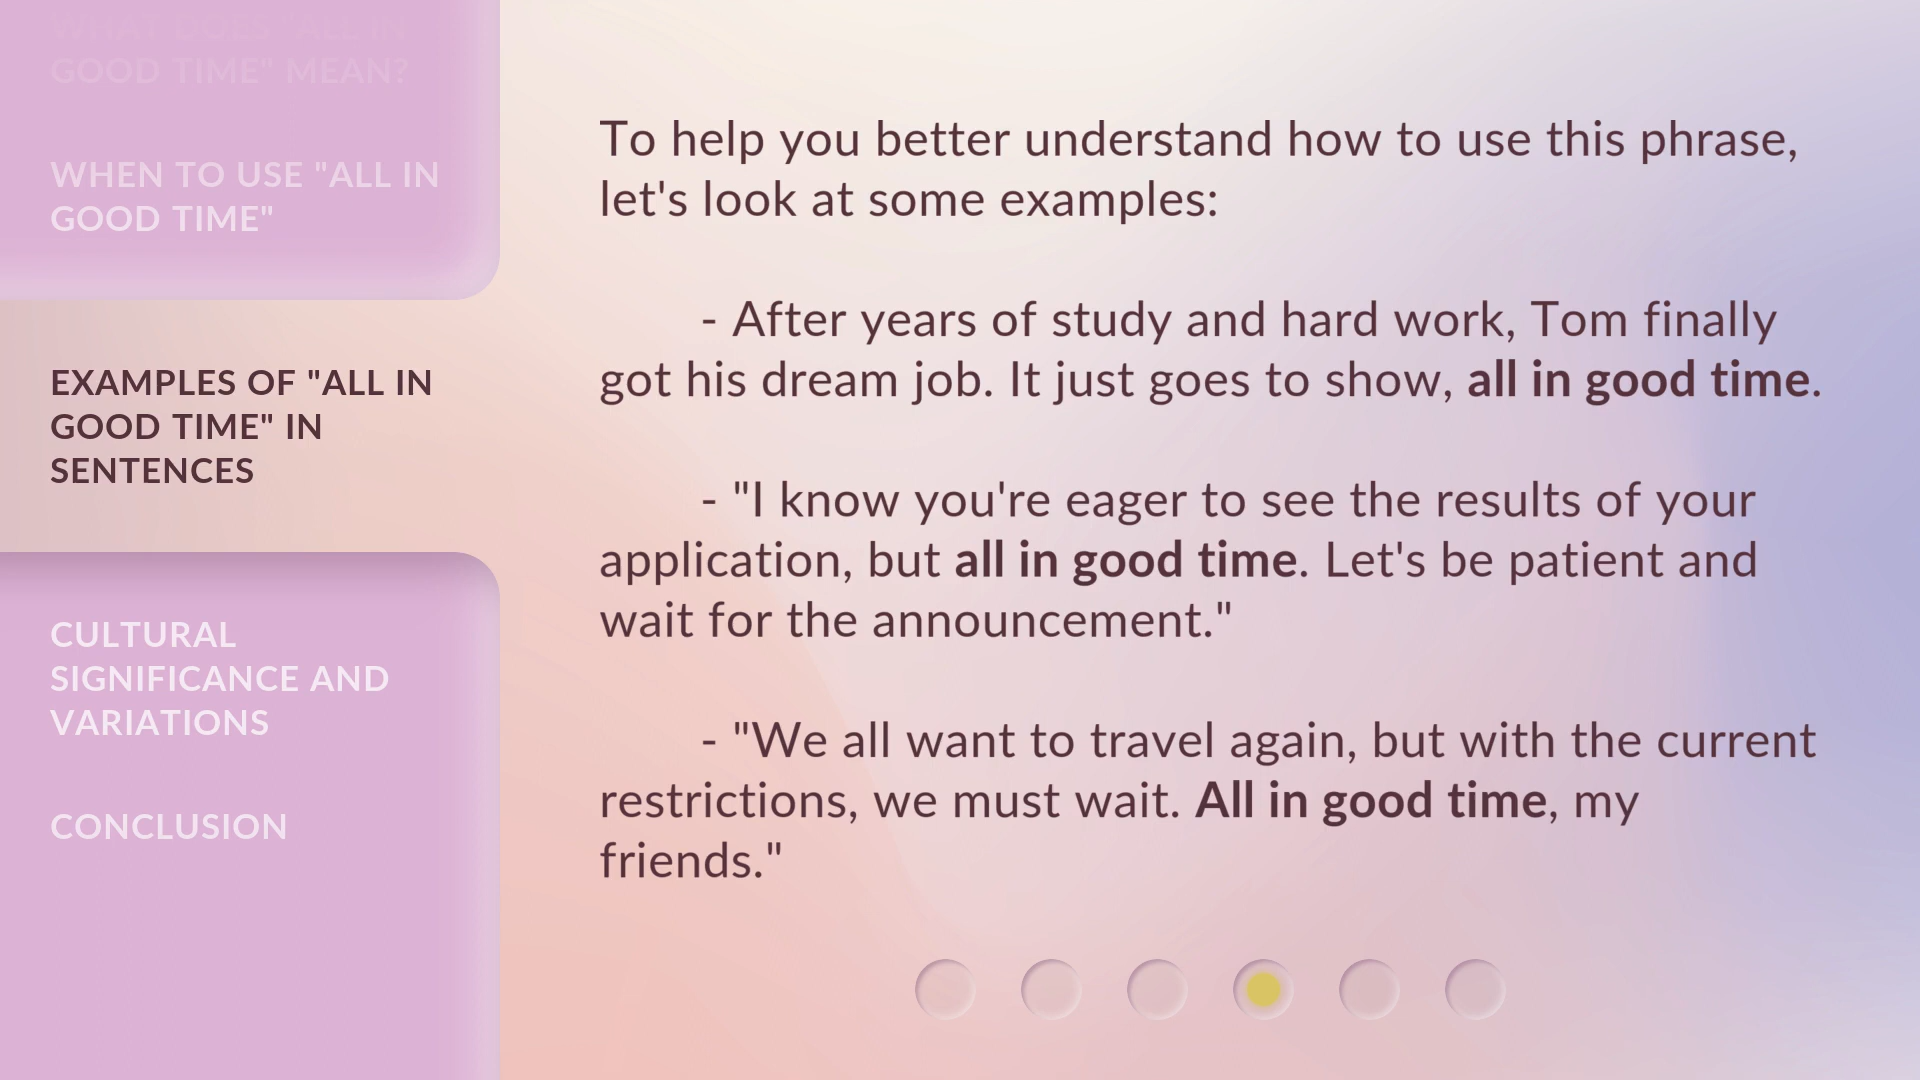 WHAT DOES "ALL IN
GOOD TIME" MEAN?
WHEN TO USE "ALL IN
GOOD TIME"
EXAMPLES OF "ALL IN
GOOD TIME" IN
SENTENCES
CULTURAL
SIGNIFICANCE AND
VARIATIONS
CONCLUSION
To help you better understand how to use this phrase,
let's look at some examples:
- After years of study and hard work, Tom finally
got his dream job. It just goes to show, all in good time.
- "I know you're eager to see the results of your
application, but all in good time. Let's be patient and
wait for the announcement."
- "We all want to travel again, but with the current
restrictions, we must wait. All in good time, my
friends."